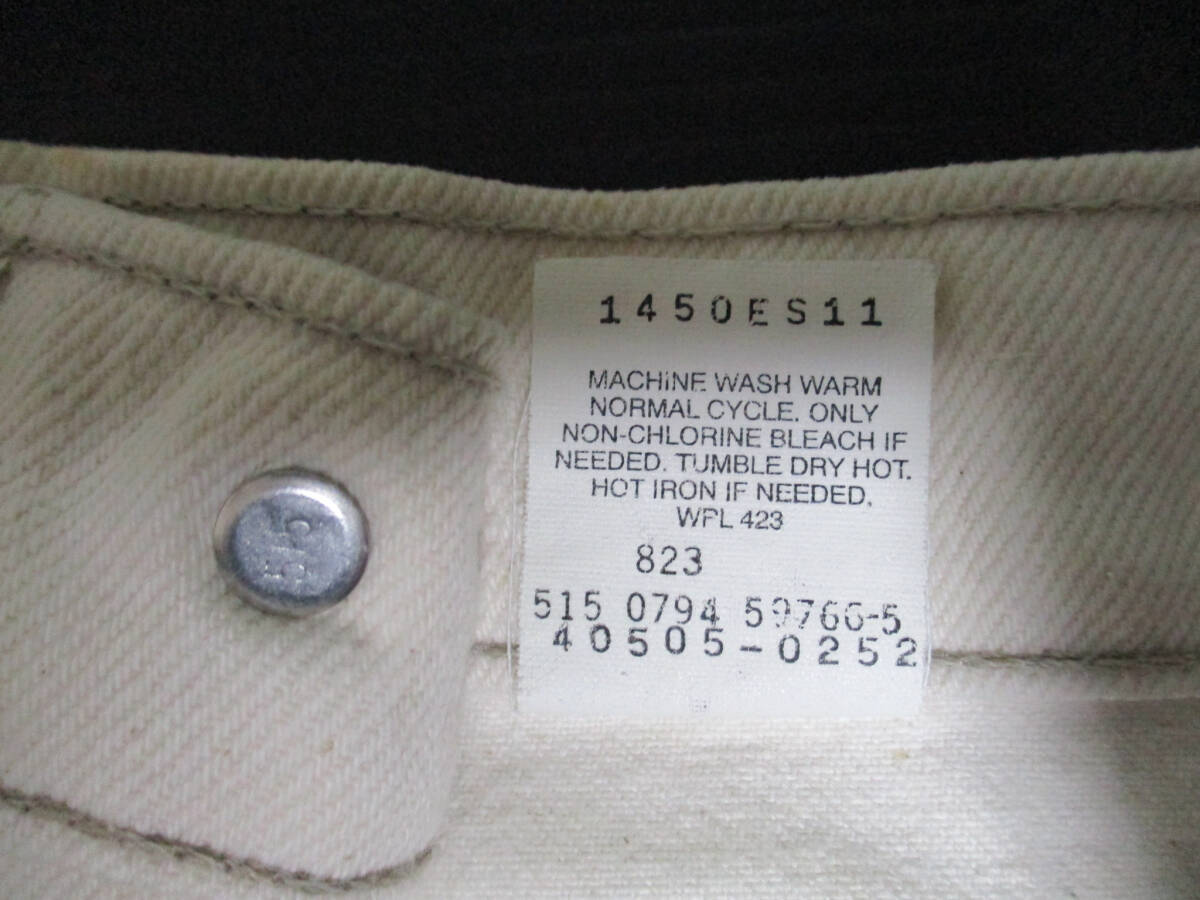 1450ES11
MACHINE WASH WARM
NORMAL CYCLE. ONLY
NON-CHLORINE BLEACH IF
NEEDED. TUMBLE DRY HOT.
HOT IRON IF NEEDED.
WPL 423
823
515 0794 59766-5
40505-0252
515